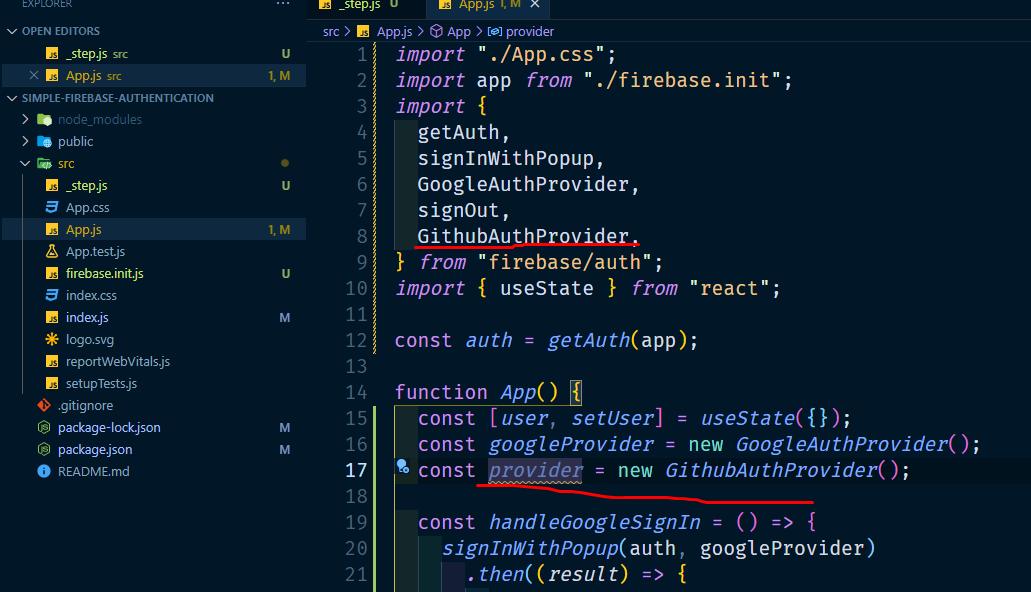 EXPLORER ...
_step.js U
App.js 1, M
OPEN EDITORS
_step.js src U
App.js src 1, M
SIMPLE-FIREBASE-AUTHENTICATION
node_modules
public
src
_step.js U
App.css
App.js 1, M
App.test.js
firebase.init.js U
index.css
index.js M
logo.svg
reportWebVitals.js
setupTests.js
.gitignore
package-lock.json M
package.json M
README.md
src > App.js > App > provider
1 import "./App.css";
2 import app from "./firebase.init";
3 import {
4 getAuth,
5 signInWithPopup,
6 GoogleAuthProvider,
7 signOut,
8 GithubAuthProvider,
9 } from "firebase/auth";
10 import { useState } from "react";
11
12 const auth = getAuth(app);
13
14 function App() {
15 const [user, setUser] = useState({});
16 const googleProvider = new GoogleAuthProvider();
17 const provider = new GithubAuthProvider();
18
19 const handleGoogleSignIn = () => {
20 signInWithPopup(auth, googleProvider)
21 .then((result) => {